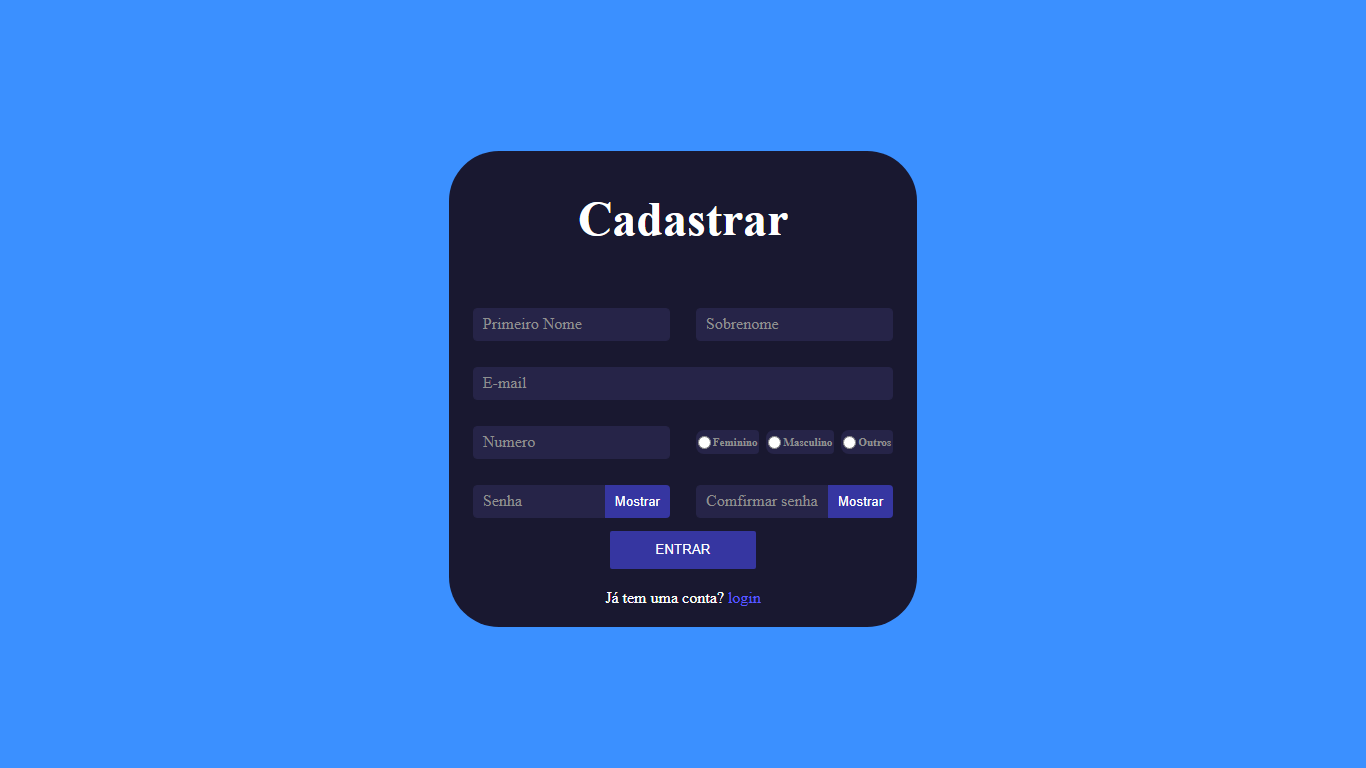 Cadastrar
Primeiro Nome Sobrenome
E-mail
Numero Feminino Masculino Outros
Senha Mostrar Comfirmar senha Mostrar
ENTRAR
Já tem uma conta? login